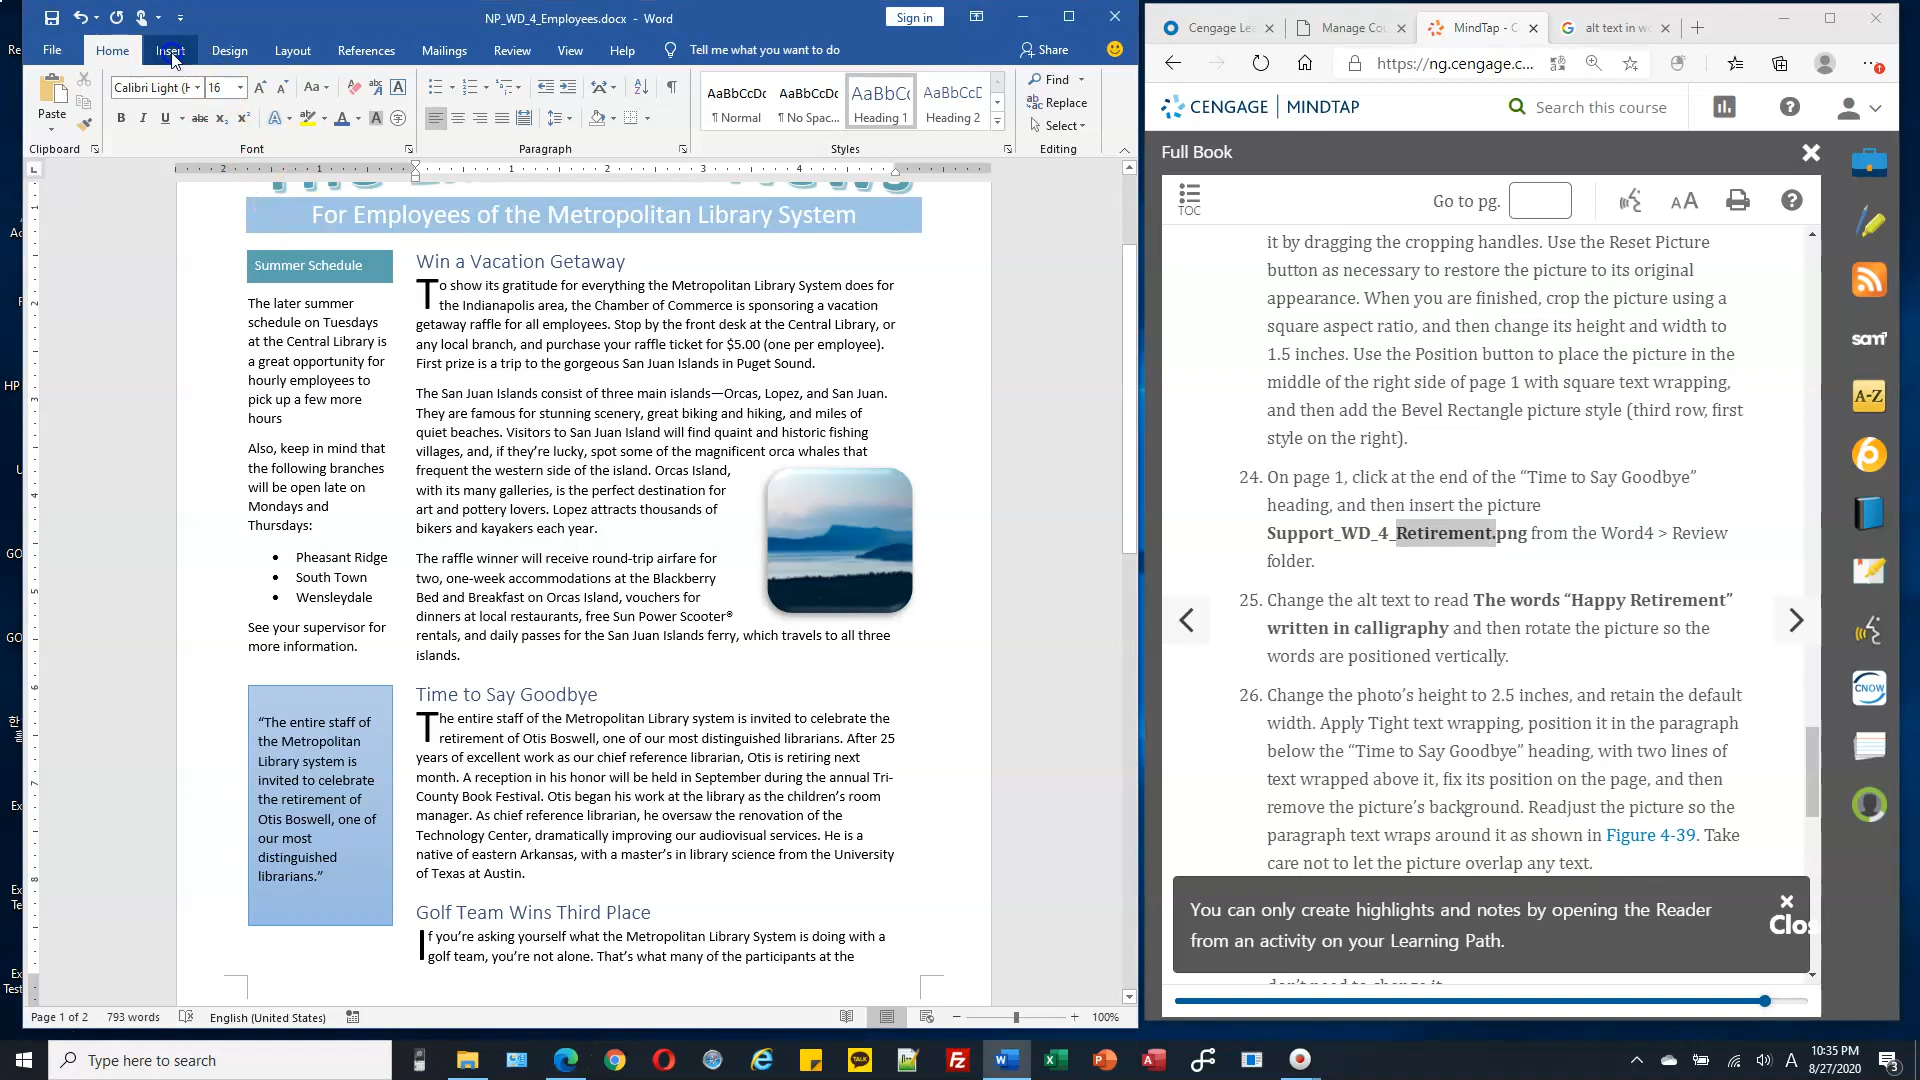 NP_WD_4_Employees.docx - Word
Sign in
File
Home
Insert
Design
Layout
References
Mailings
Review
View
Help
Tell me what you want to do
Share
Calibri Light (H
16
Find
Replace
Select
Paste
AaBbCcDc
AaBbCcDc
AaBbCc
AaBbCcC
¶ Normal
¶ No Spac...
Heading 1
Heading 2
Clipboard
Font
Paragraph
Styles
Editing
For Employees of the Metropolitan Library System
Summer Schedule
The later summer
schedule on Tuesdays
at the Central Library is
a great opportunity for
hourly employees to
pick up a few more
hours
Also, keep in mind that
the following branches
will be open late on
Mondays and
Thursdays:
• Pheasant Ridge
• South Town
• Wensleydale
See your supervisor for
more information.
“The entire staff of
the Metropolitan
Library system is
invited to celebrate
the retirement of
Otis Boswell, one of
our most
distinguished
librarians.”
Win a Vacation Getaway
To show its gratitude for everything the Metropolitan Library System does for
the Indianapolis area, the Chamber of Commerce is sponsoring a vacation
getaway raffle for all employees. Stop by the front desk at the Central Library, or
any local branch, and purchase your raffle ticket for $5.00 (one per employee).
First prize is a trip to the gorgeous San Juan Islands in Puget Sound.
The San Juan Islands consist of three main islands—Orcas, Lopez, and San Juan.
They are famous for stunning scenery, great biking and hiking, and miles of
quiet beaches. Visitors to San Juan Island will find quaint and historic fishing
villages, and, if they’re lucky, spot some of the magnificent orca whales that
frequent the western side of the island. Orcas Island,
with its many galleries, is the perfect destination for
art and pottery lovers. Lopez attracts thousands of
bikers and kayakers each year.
The raffle winner will receive round-trip airfare for
two, one-week accommodations at the Blackberry
Bed and Breakfast on Orcas Island, vouchers for
dinners at local restaurants, free Sun Power Scooter®
rentals, and daily passes for the San Juan Islands ferry, which travels to all three
islands.
Time to Say Goodbye
The entire staff of the Metropolitan Library system is invited to celebrate the
retirement of Otis Boswell, one of our most distinguished librarians. After 25
years of excellent work as our chief reference librarian, Otis is retiring next
month. A reception in his honor will be held in September during the annual Tri-
County Book Festival. Otis began his work at the library as the children’s room
manager. As chief reference librarian, he oversaw the renovation of the
Technology Center, dramatically improving our audiovisual services. He is a
native of eastern Arkansas, with a master’s in library science from the University
of Texas at Austin.
Golf Team Wins Third Place
If you’re asking yourself what the Metropolitan Library System is doing with a
golf team, you’re not alone. That’s what many of the participants at the
Page 1 of 2
793 words
English (United States)
100%
Cengage Le
Manage Cou
MindTap - C
alt text in w
https://ng.cengage.c...
CENGAGE | MINDTAP
Search this course
Full Book
TOC
Go to pg.
AA
it by dragging the cropping handles. Use the Reset Picture
button as necessary to restore the picture to its original
appearance. When you are finished, crop the picture using a
square aspect ratio, and then change its height and width to
1.5 inches. Use the Position button to place the picture in the
middle of the right side of page 1 with square text wrapping,
and then add the Bevel Rectangle picture style (third row, first
style on the right).
24. On page 1, click at the end of the “Time to Say Goodbye”
heading, and then insert the picture
Support_WD_4_Retirement.png from the Word4 > Review
folder.
25. Change the alt text to read The words “Happy Retirement”
written in calligraphy and then rotate the picture so the
words are positioned vertically.
26. Change the photo’s height to 2.5 inches, and retain the default
width. Apply Tight text wrapping, position it in the paragraph
below the “Time to Say Goodbye” heading, with two lines of
text wrapped above it, fix its position on the page, and then
remove the picture’s background. Readjust the picture so the
paragraph text wraps around it as shown in Figure 4-39. Take
care not to let the picture overlap any text.
You can only create highlights and notes by opening the Reader
from an activity on your Learning Path.
Clos
sam
A-Z
CNOW
Type here to search
10:35 PM
8/27/2020